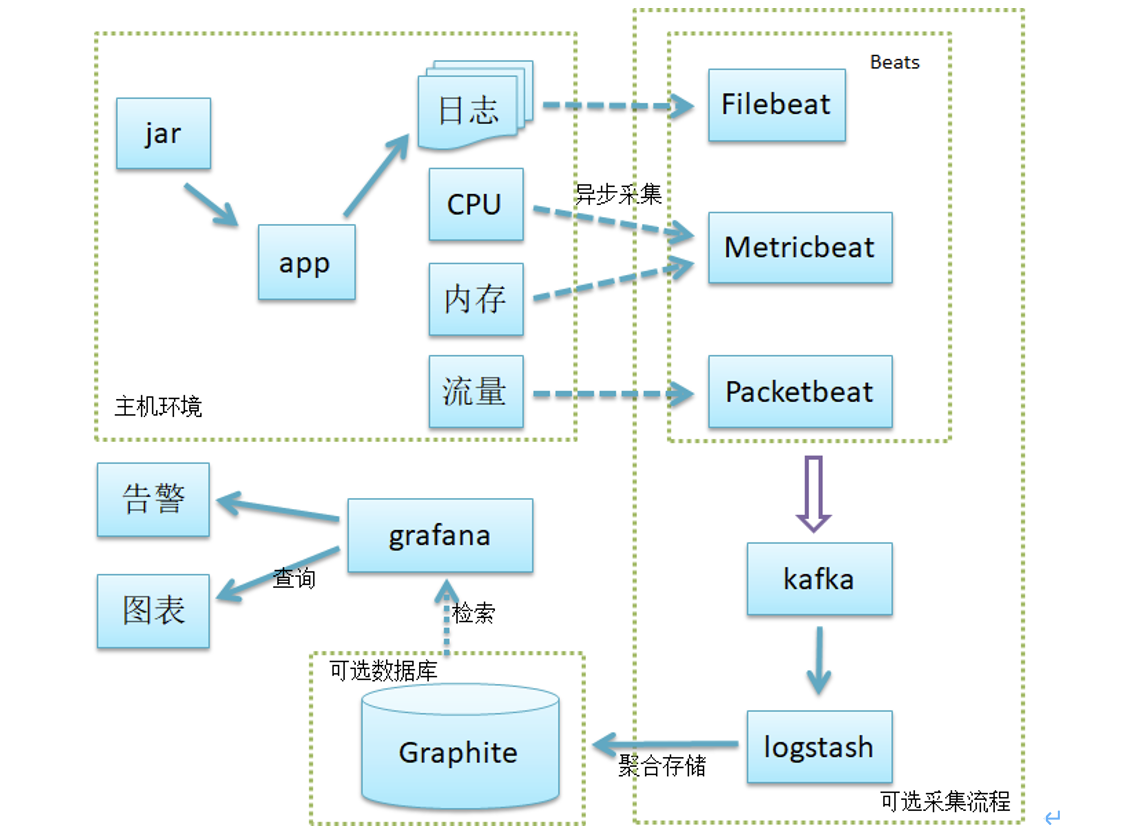 Beats
日志
Filebeat
jar
异步采集
CPU
Metricbeat
app
内存
流量
Packetbeat
主机环境
告警
grafana
kafka
查询
图表
检索
可选数据库
Graphite
logstash
聚合存储
可选采集流程